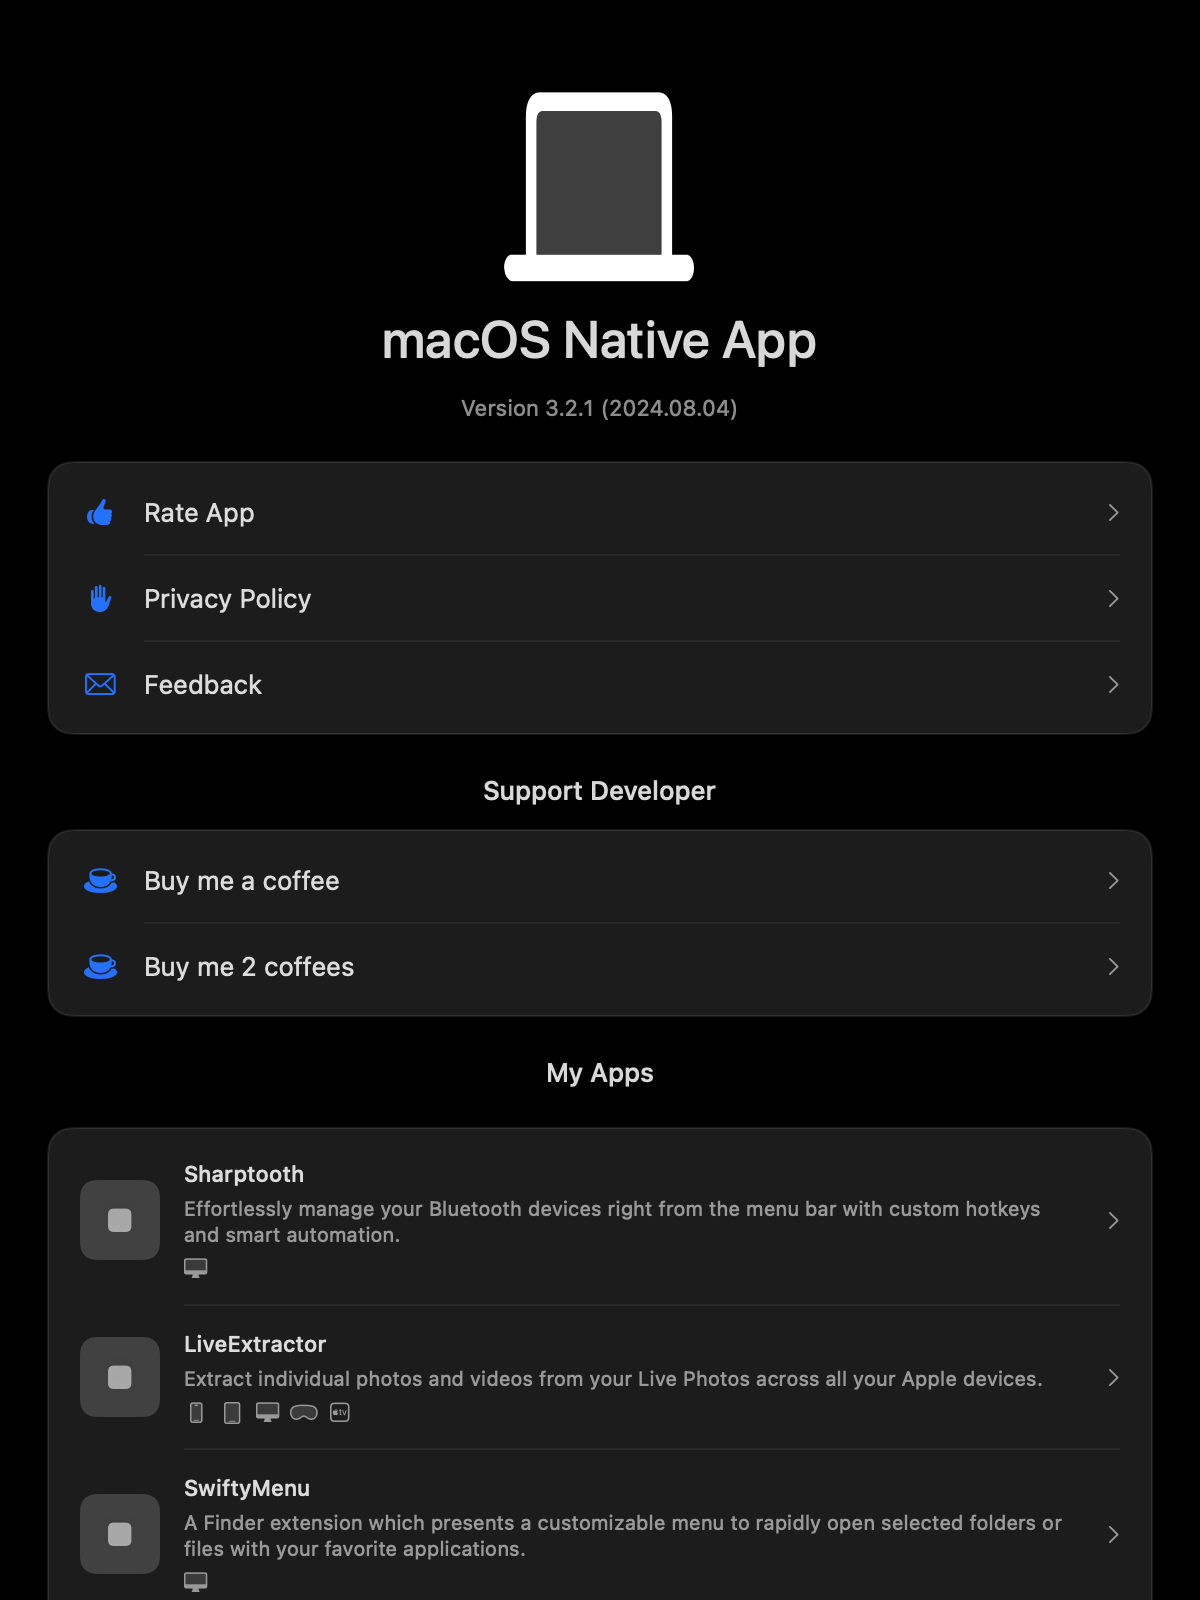 macOS Native App
Version 3.2.1 (2024.08.04)
Rate App
Privacy Policy
Feedback
Support Developer
Buy me a coffee
Buy me 2 coffees
My Apps
Sharptooth
Effortlessly manage your Bluetooth devices right from the menu bar with custom hotkeys
and smart automation.
LiveExtractor
Extract individual photos and videos from your Live Photos across all your Apple devices.
tv
SwiftyMenu
A Finder extension which presents a customizable menu to rapidly open selected folders or
files with your favorite applications.